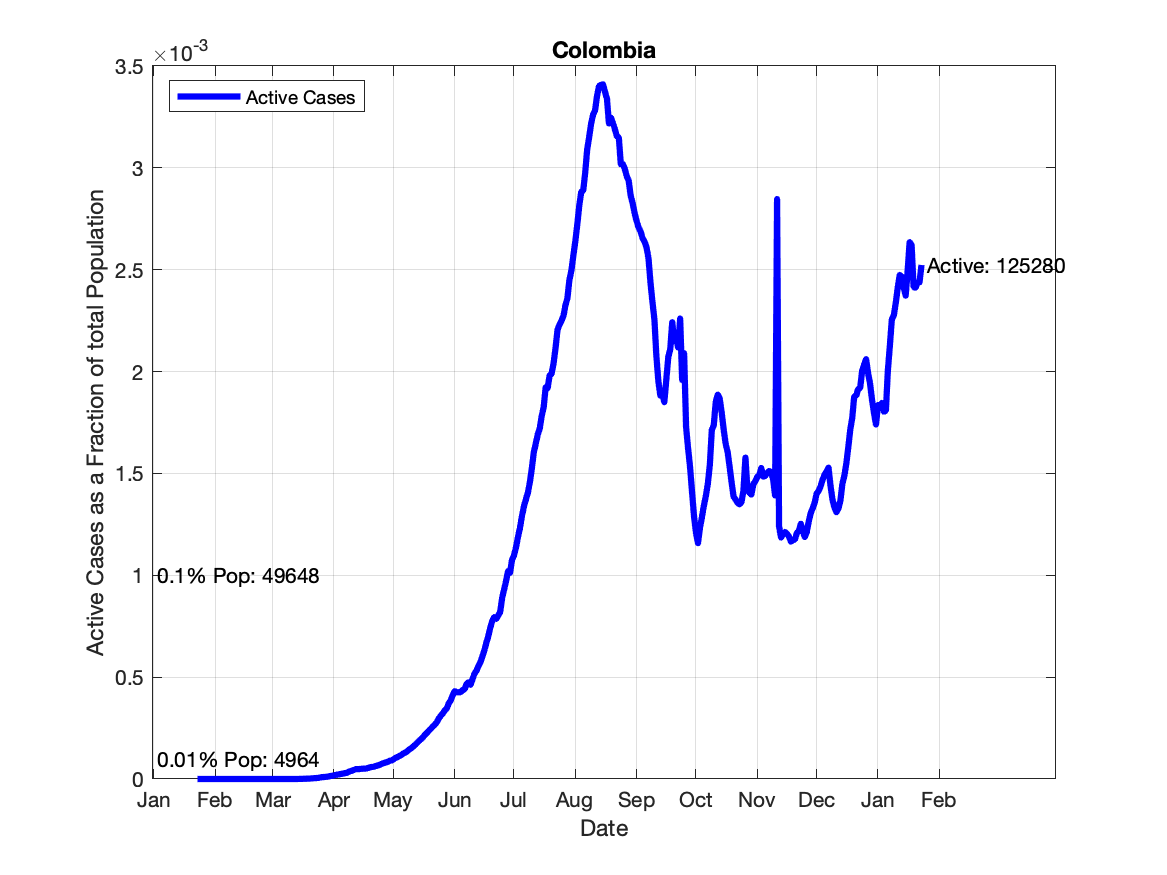 Colombia
×10-3
3.5
3
2.5
2
1.5
1
0.5
0
Active Cases
Active: 125280
0.1% Pop: 49648
0.01% Pop: 4964
Active Cases as a Fraction of total Population
Jan Feb Mar Apr May Jun Jul Aug Sep Oct Nov Dec Jan Feb
Date